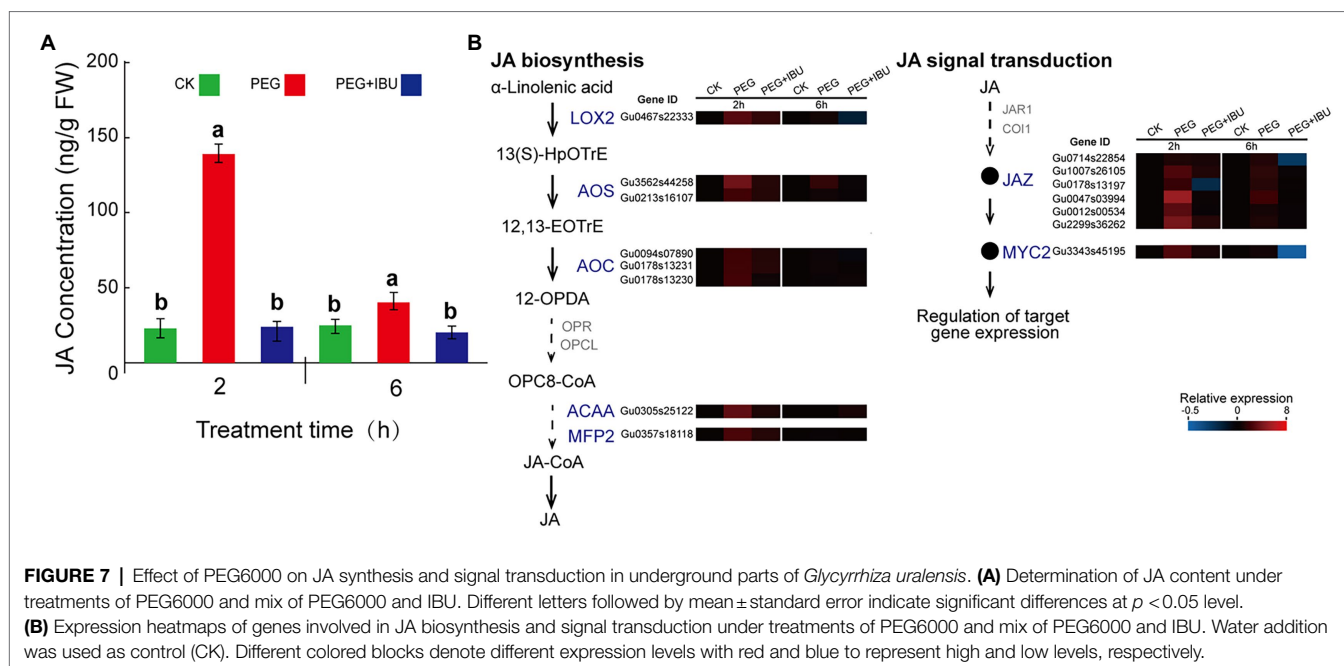 A
JA Concentration (ng/g FW)
200
150
100
50
0
CK
PEG
PEG+IBU
b
a
b
b
a
b
2
6
Treatment time (h)
B
JA biosynthesis
α-Linolenic acid
LOX2
13(S)-HpOTrE
AOS
12,13-EOTrE
AOC
12-OPDA
OPR
OPCL
OPC8-CoA
ACAA
MFP2
JA-CoA
JA
Gene ID
CK PEG PEG+IBU CK PEG PEG+IBU
2h 6h
Gu0467s22333
Gu3562s44258
Gu0213s16107
Gu0094s07890
Gu0178s13231
Gu0178s13230
Gu0305s25122
Gu0357s18118
JA signal transduction
JA
JAR1
COI1
JAZ
MYC2
Regulation of target
gene expression
Gene ID
CK PEG PEG+IBU CK PEG PEG+IBU
2h 6h
Gu0714s22854
Gu1007s26105
Gu0178s13197
Gu0047s03994
Gu0012s00534
Gu2299s36262
Gu3343s45195
Relative expression
-0.5 0 8
FIGURE 7 | Effect of PEG6000 on JA synthesis and signal transduction in underground parts of Glycyrrhiza uralensis. (A) Determination of JA content under
treatments of PEG6000 and mix of PEG6000 and IBU. Different letters followed by mean ± standard error indicate significant differences at p < 0.05 level.
(B) Expression heatmaps of genes involved in JA biosynthesis and signal transduction under treatments of PEG6000 and mix of PEG6000 and IBU. Water addition
was used as control (CK). Different colored blocks denote different expression levels with red and blue to represent high and low levels, respectively.